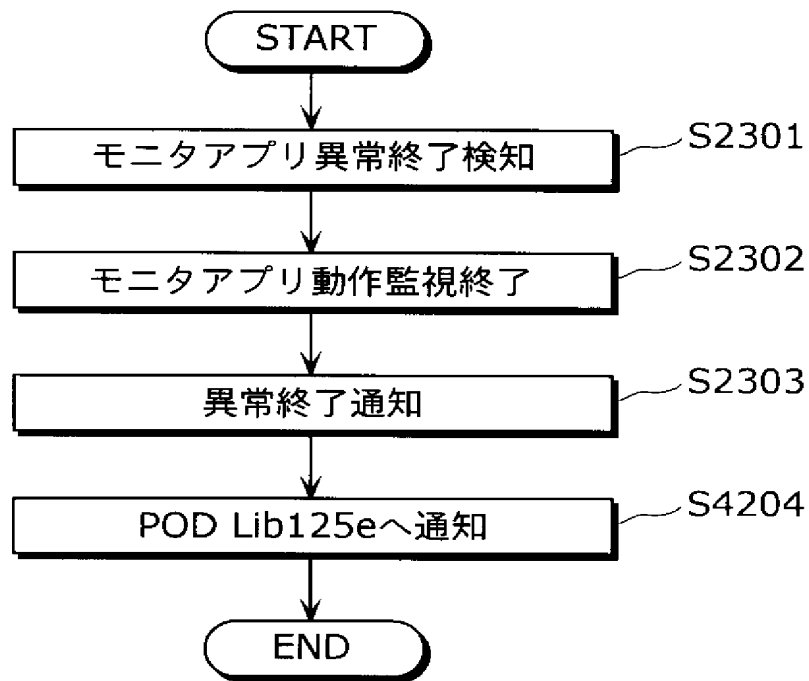 START
モニタアプリ異常終了検知
S2301
モニタアプリ動作監視終了
S2302
異常終了通知
S2303
POD Lib125eへ通知
S4204
END